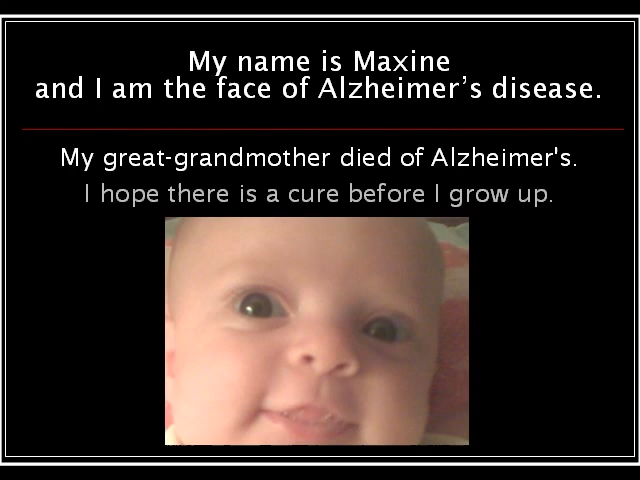 My name is Maxine
and I am the face of Alzheimer’s disease.
My great-grandmother died of Alzheimer's.
I hope there is a cure before I grow up.